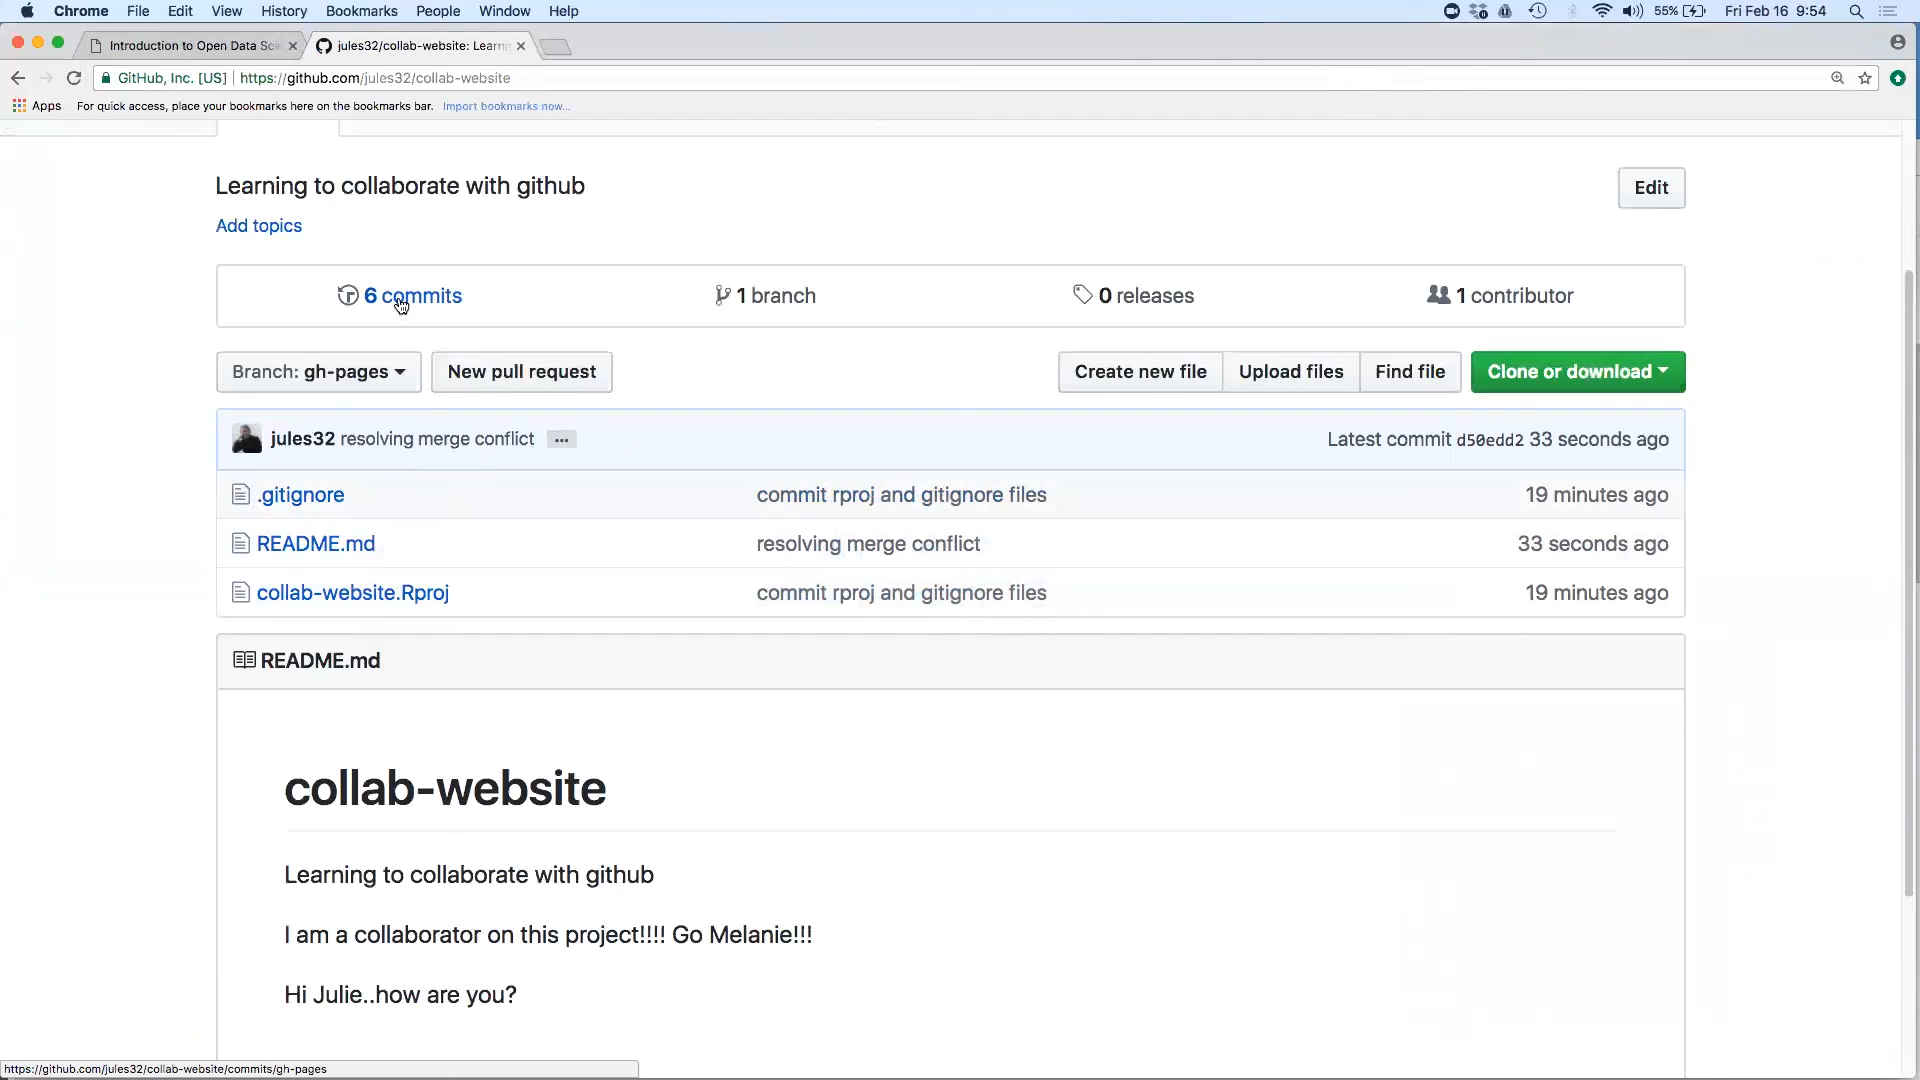 Chrome File Edit View History Bookmarks People Window Help 55% Fri Feb 16 9:54
Introduction to Open Data Sci jules32/collab-website: Learn
GitHub, Inc. [US] https://github.com/jules32/collab-website
Apps For quick access, place your bookmarks here on the bookmarks bar. Import bookmarks now...
Learning to collaborate with github Edit
Add topics
6 commits 1 branch 0 releases 1 contributor
Branch: gh-pages New pull request Create new file Upload files Find file Clone or download
jules32 resolving merge conflict ... Latest commit d50edd2 33 seconds ago
.gitignore commit rproj and gitignore files 19 minutes ago
README.md resolving merge conflict 33 seconds ago
collab-website.Rproj commit rproj and gitignore files 19 minutes ago
README.md
collab-website
Learning to collaborate with github
I am a collaborator on this project!!!! Go Melanie!!!
Hi Julie..how are you?
https://github.com/jules32/collab-website/commits/gh-pages